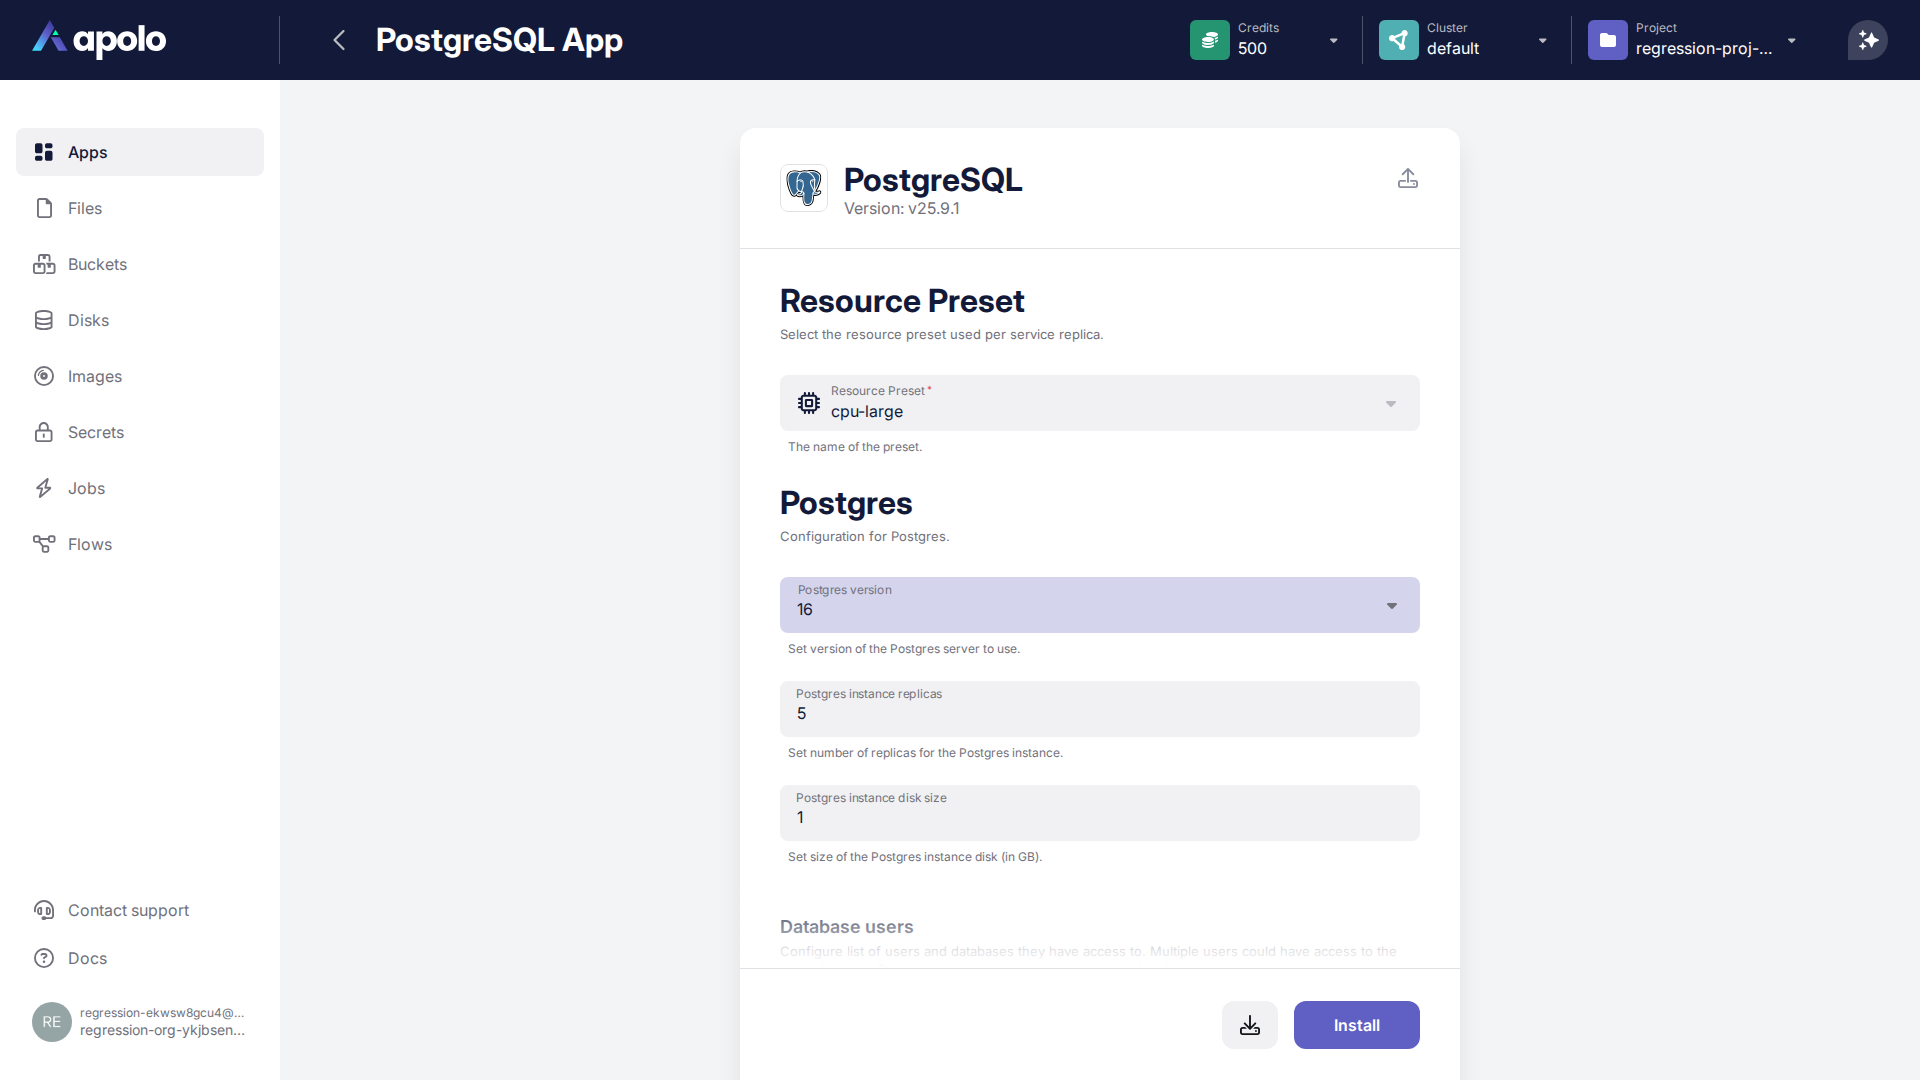 apolo
PostgreSQL App
Credits
500
Cluster
default
Project
regression-proj-...
Apps
Files
Buckets
Disks
Images
Secrets
Jobs
Flows
Contact support
Docs
RE
regression-ekwsw8gcu4@...
regression-org-ykjbsen...
PostgreSQL
Version: v25.9.1
Resource Preset
Select the resource preset used per service replica.
Resource Preset*
cpu-large
The name of the preset.
Postgres
Configuration for Postgres.
Postgres version
16
Set version of the Postgres server to use.
Postgres instance replicas
5
Set number of replicas for the Postgres instance.
Postgres instance disk size
1
Set size of the Postgres instance disk (in GB).
Database users
Configure list of users and databases they have access to. Multiple users could have access to the
Install